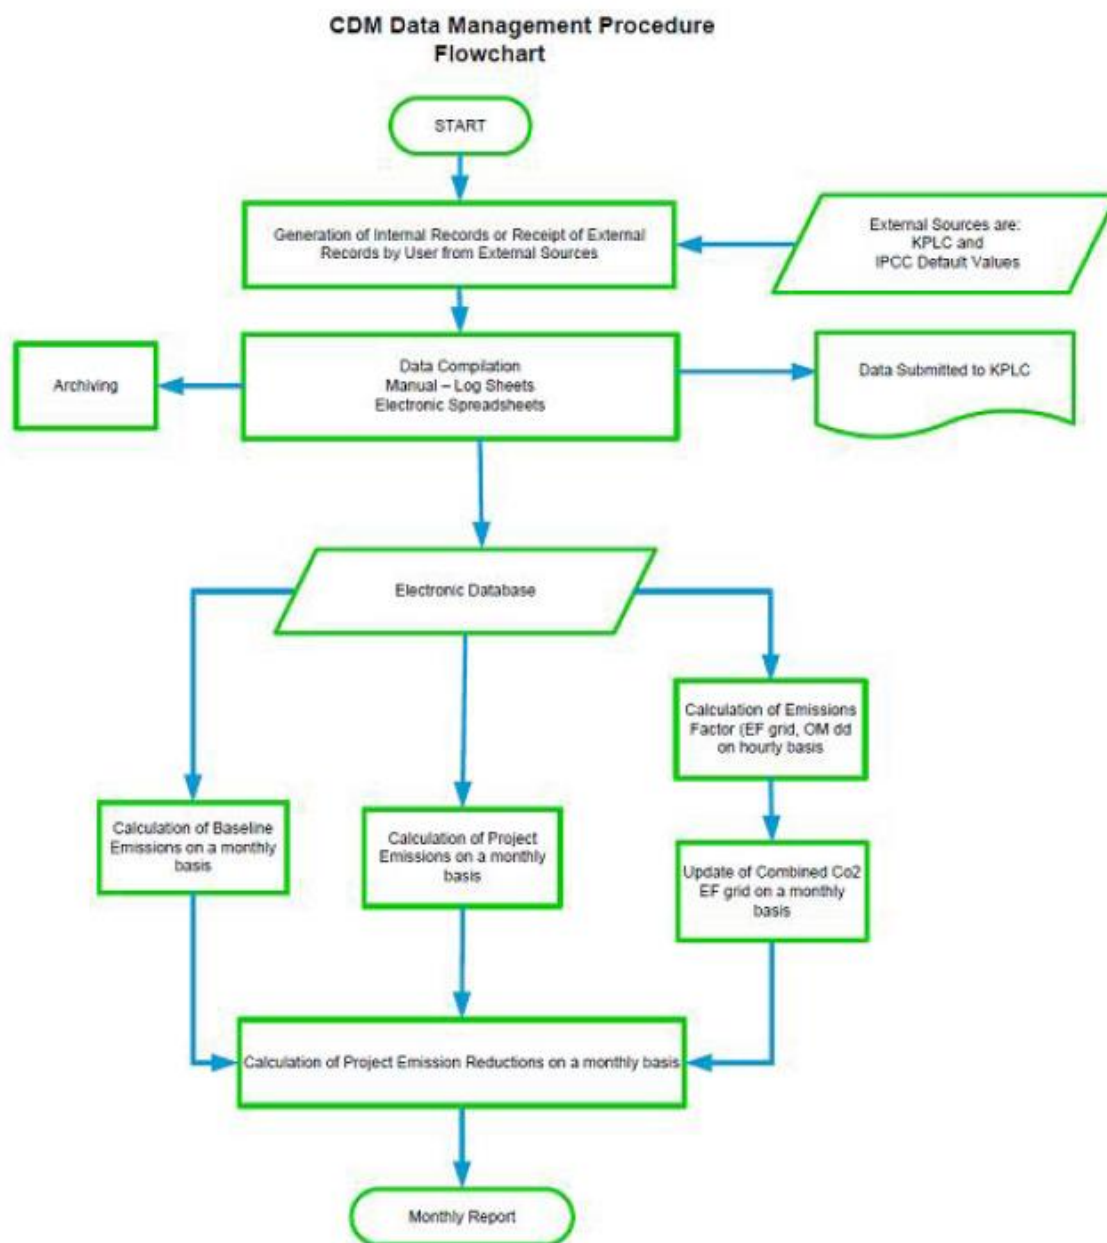 CDM Data Management Procedure
Flowchart
START
Generation of Internal Records or Receipt of External
Records by User from External Sources
External Sources are:
KPLC and
IPCC Default Values
Archiving
Data Compilation
Manual – Log Sheets
Electronic Spreadsheets
Data Submitted to KPLC
Electronic Database
Calculation of Emissions
Factor (EF grid, OM dd
on hourly basis
Calculation of Baseline
Emissions on a monthly
basis
Calculation of Project
Emissions on a monthly
basis
Update of Combined Co2
EF grid on a monthly
basis
Calculation of Project Emission Reductions on a monthly basis
Monthly Report